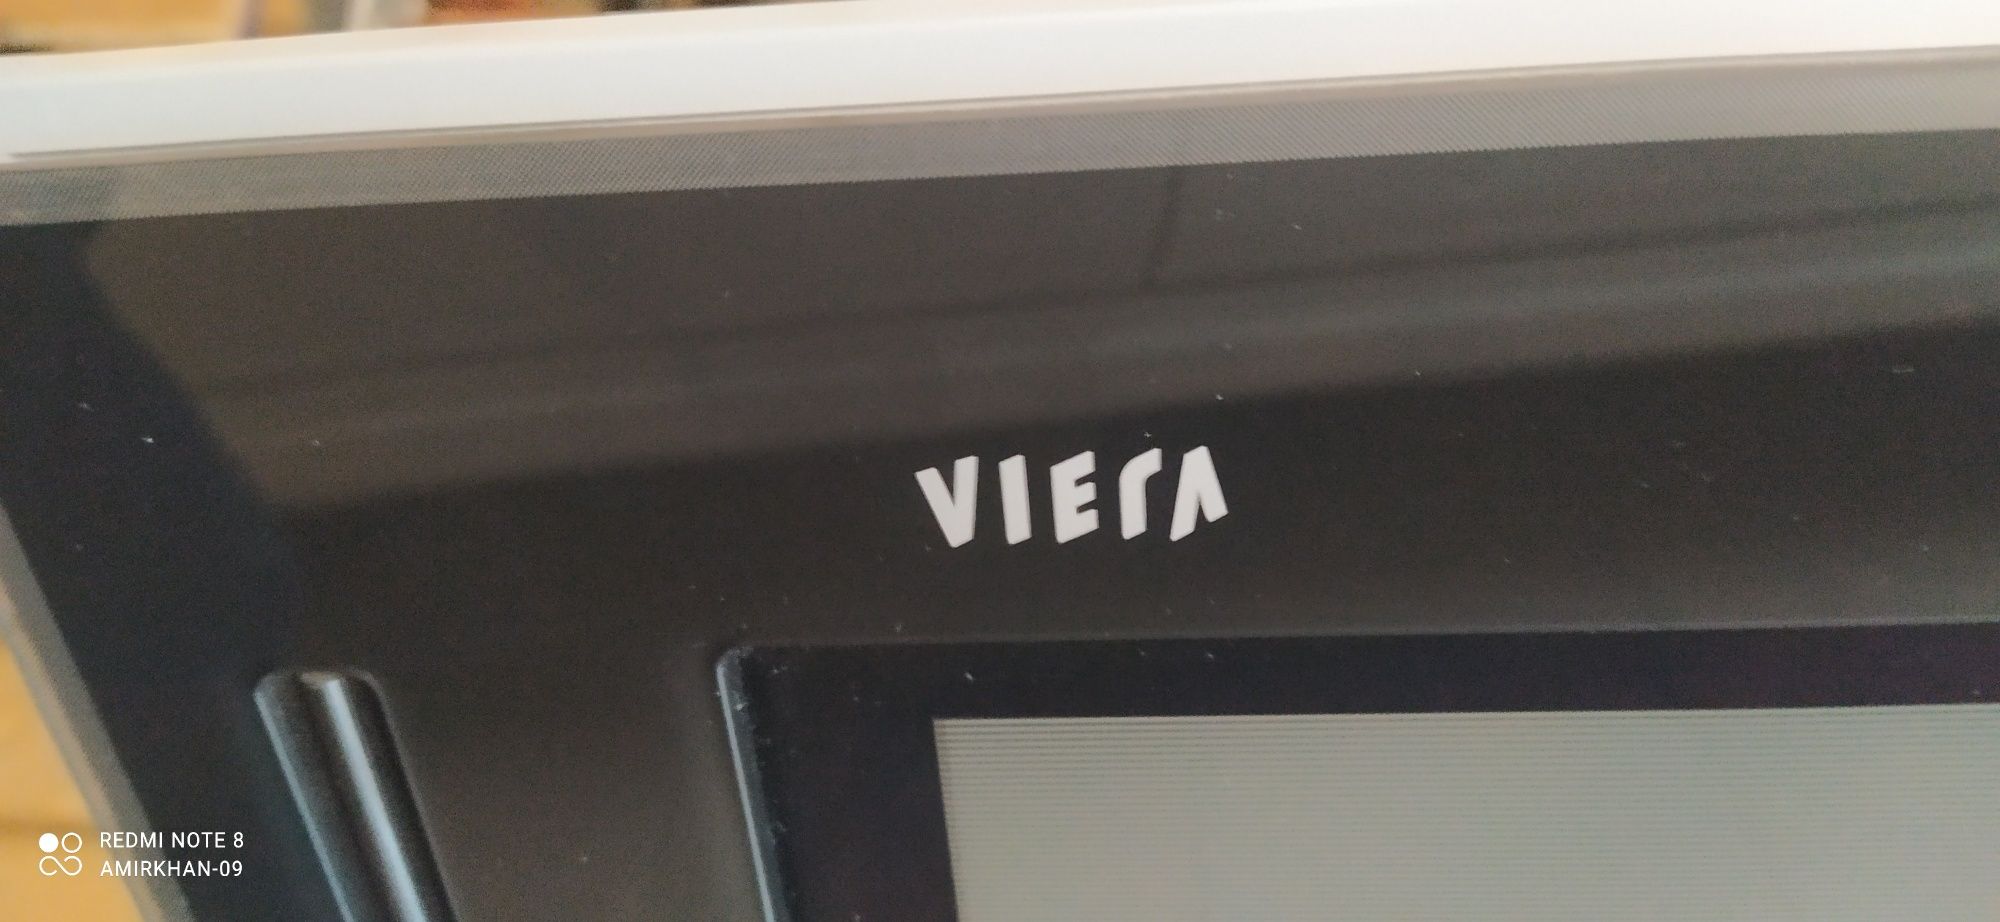 VIERA
REDMI NOTE 8
AMIRKHAN-09